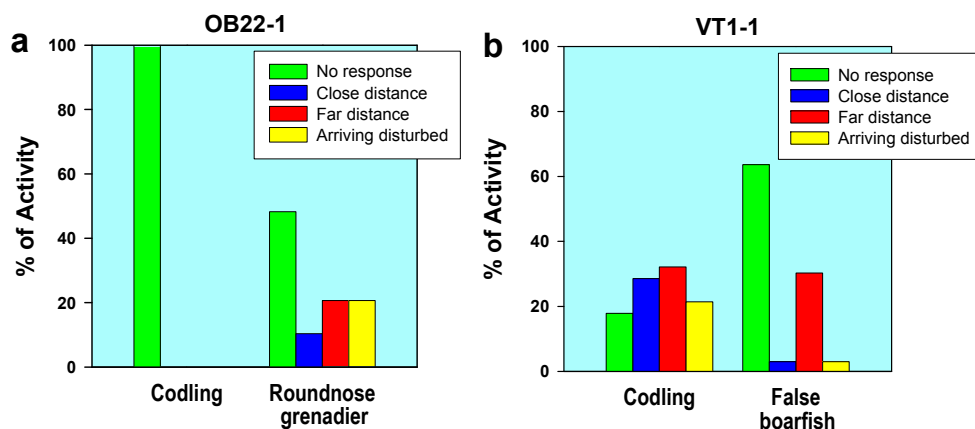 OB22-1
a
100
80
60
40
20
0
% of Activity
No response
Close distance
Far distance
Arriving disturbed
Codling
Roundnose
grenadier
VT1-1
b
100
80
60
40
20
0
% of Activity
No response
Close distance
Far distance
Arriving disturbed
Codling
False
boarfish